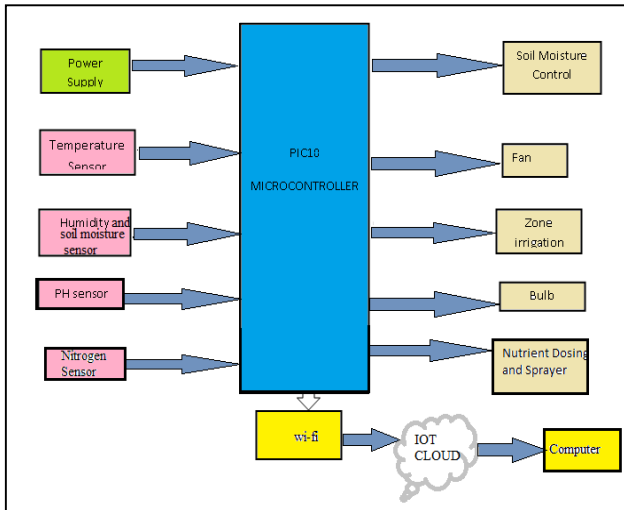 Power
Supply
Temperature
Sensor
Humidity and
soil moisture
sensor
PH sensor
Nitrogen
Sensor
PIC18
MICROCONTROLLER
Soil Moisture
Control
Fan
Zone
irrigation
Bulb
Nutrient Dosing
and Sprayer
wi-fi
IOT
CLOUD
Computer